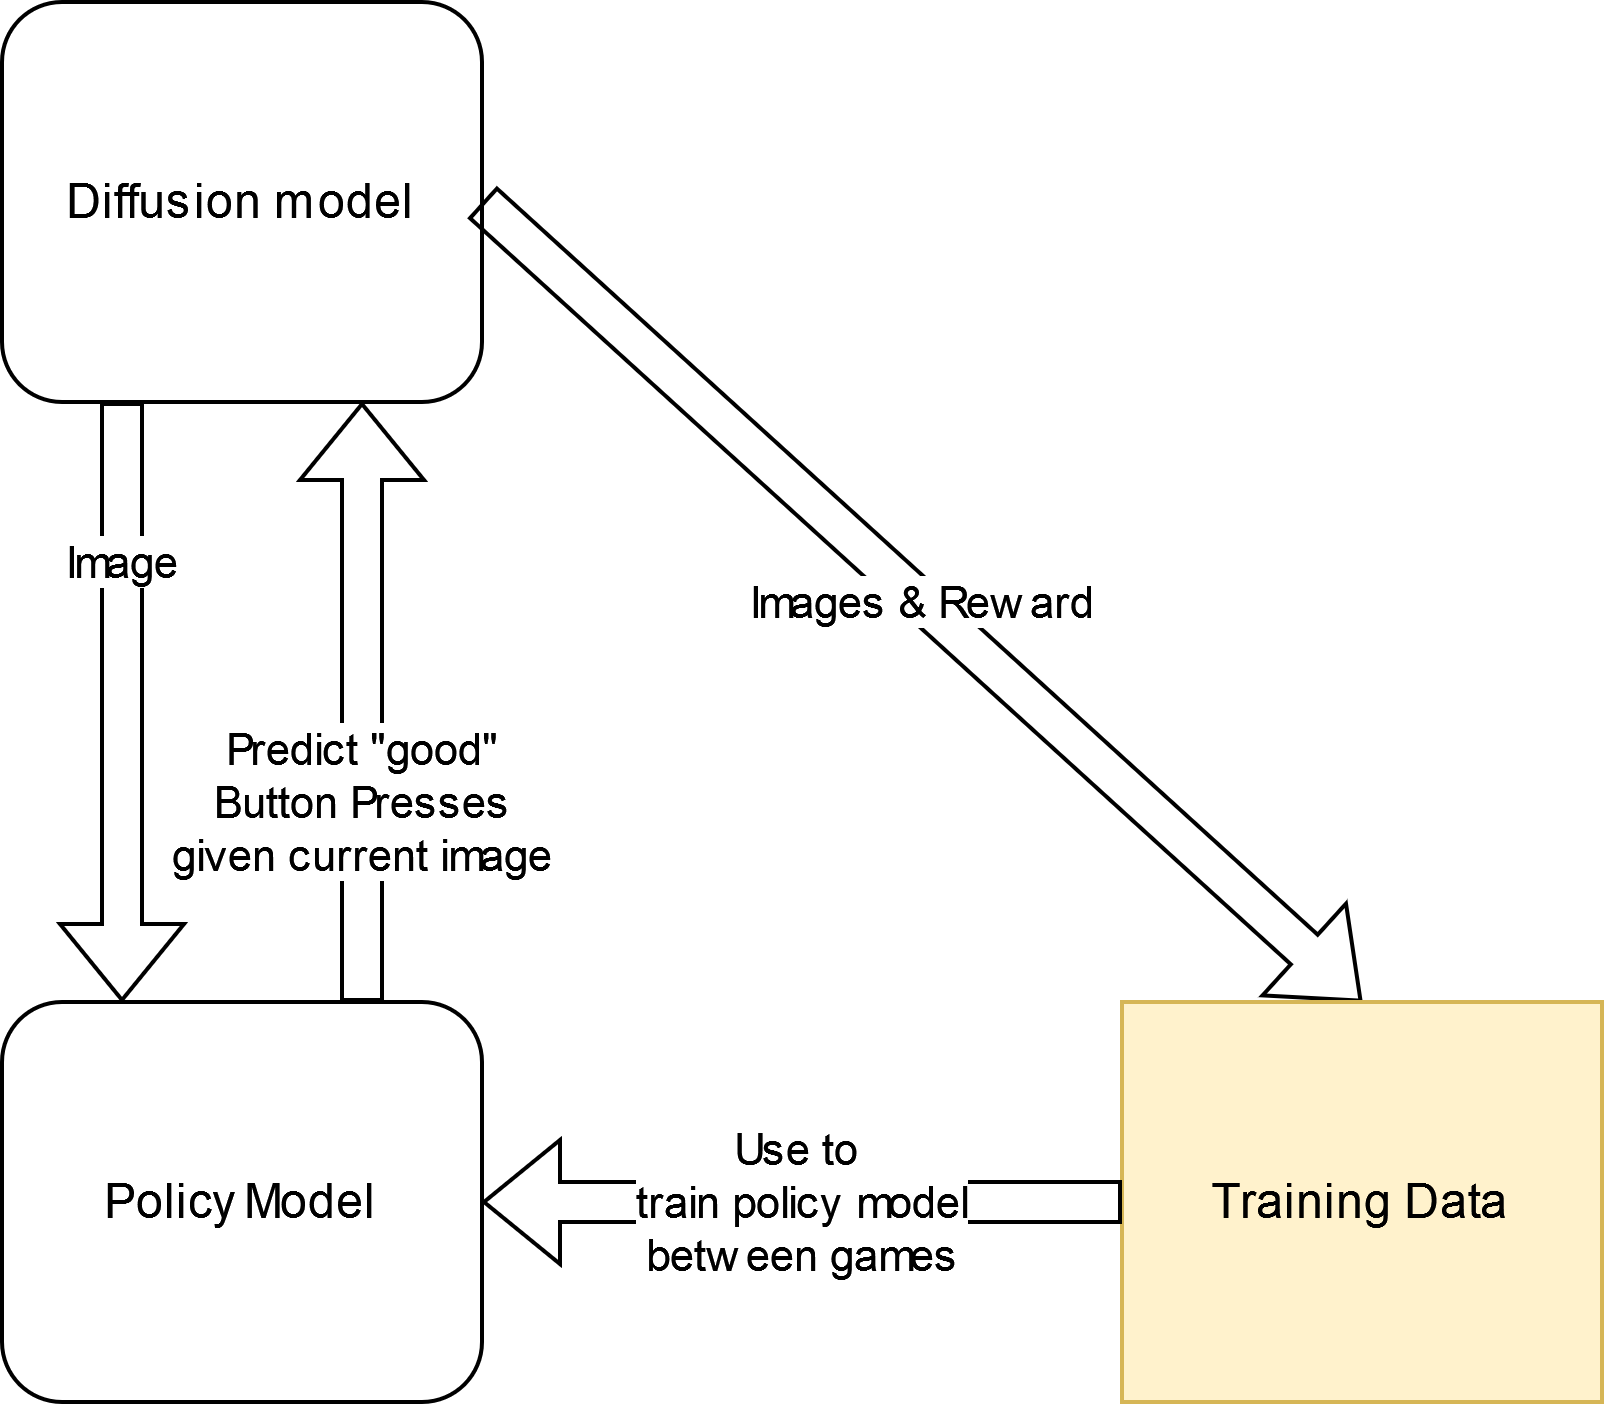 Diffusion model
Image
Images & Reward
Predict "good"
Button Presses
given current image
Use to
train policy model
between games
Policy Model
Training Data